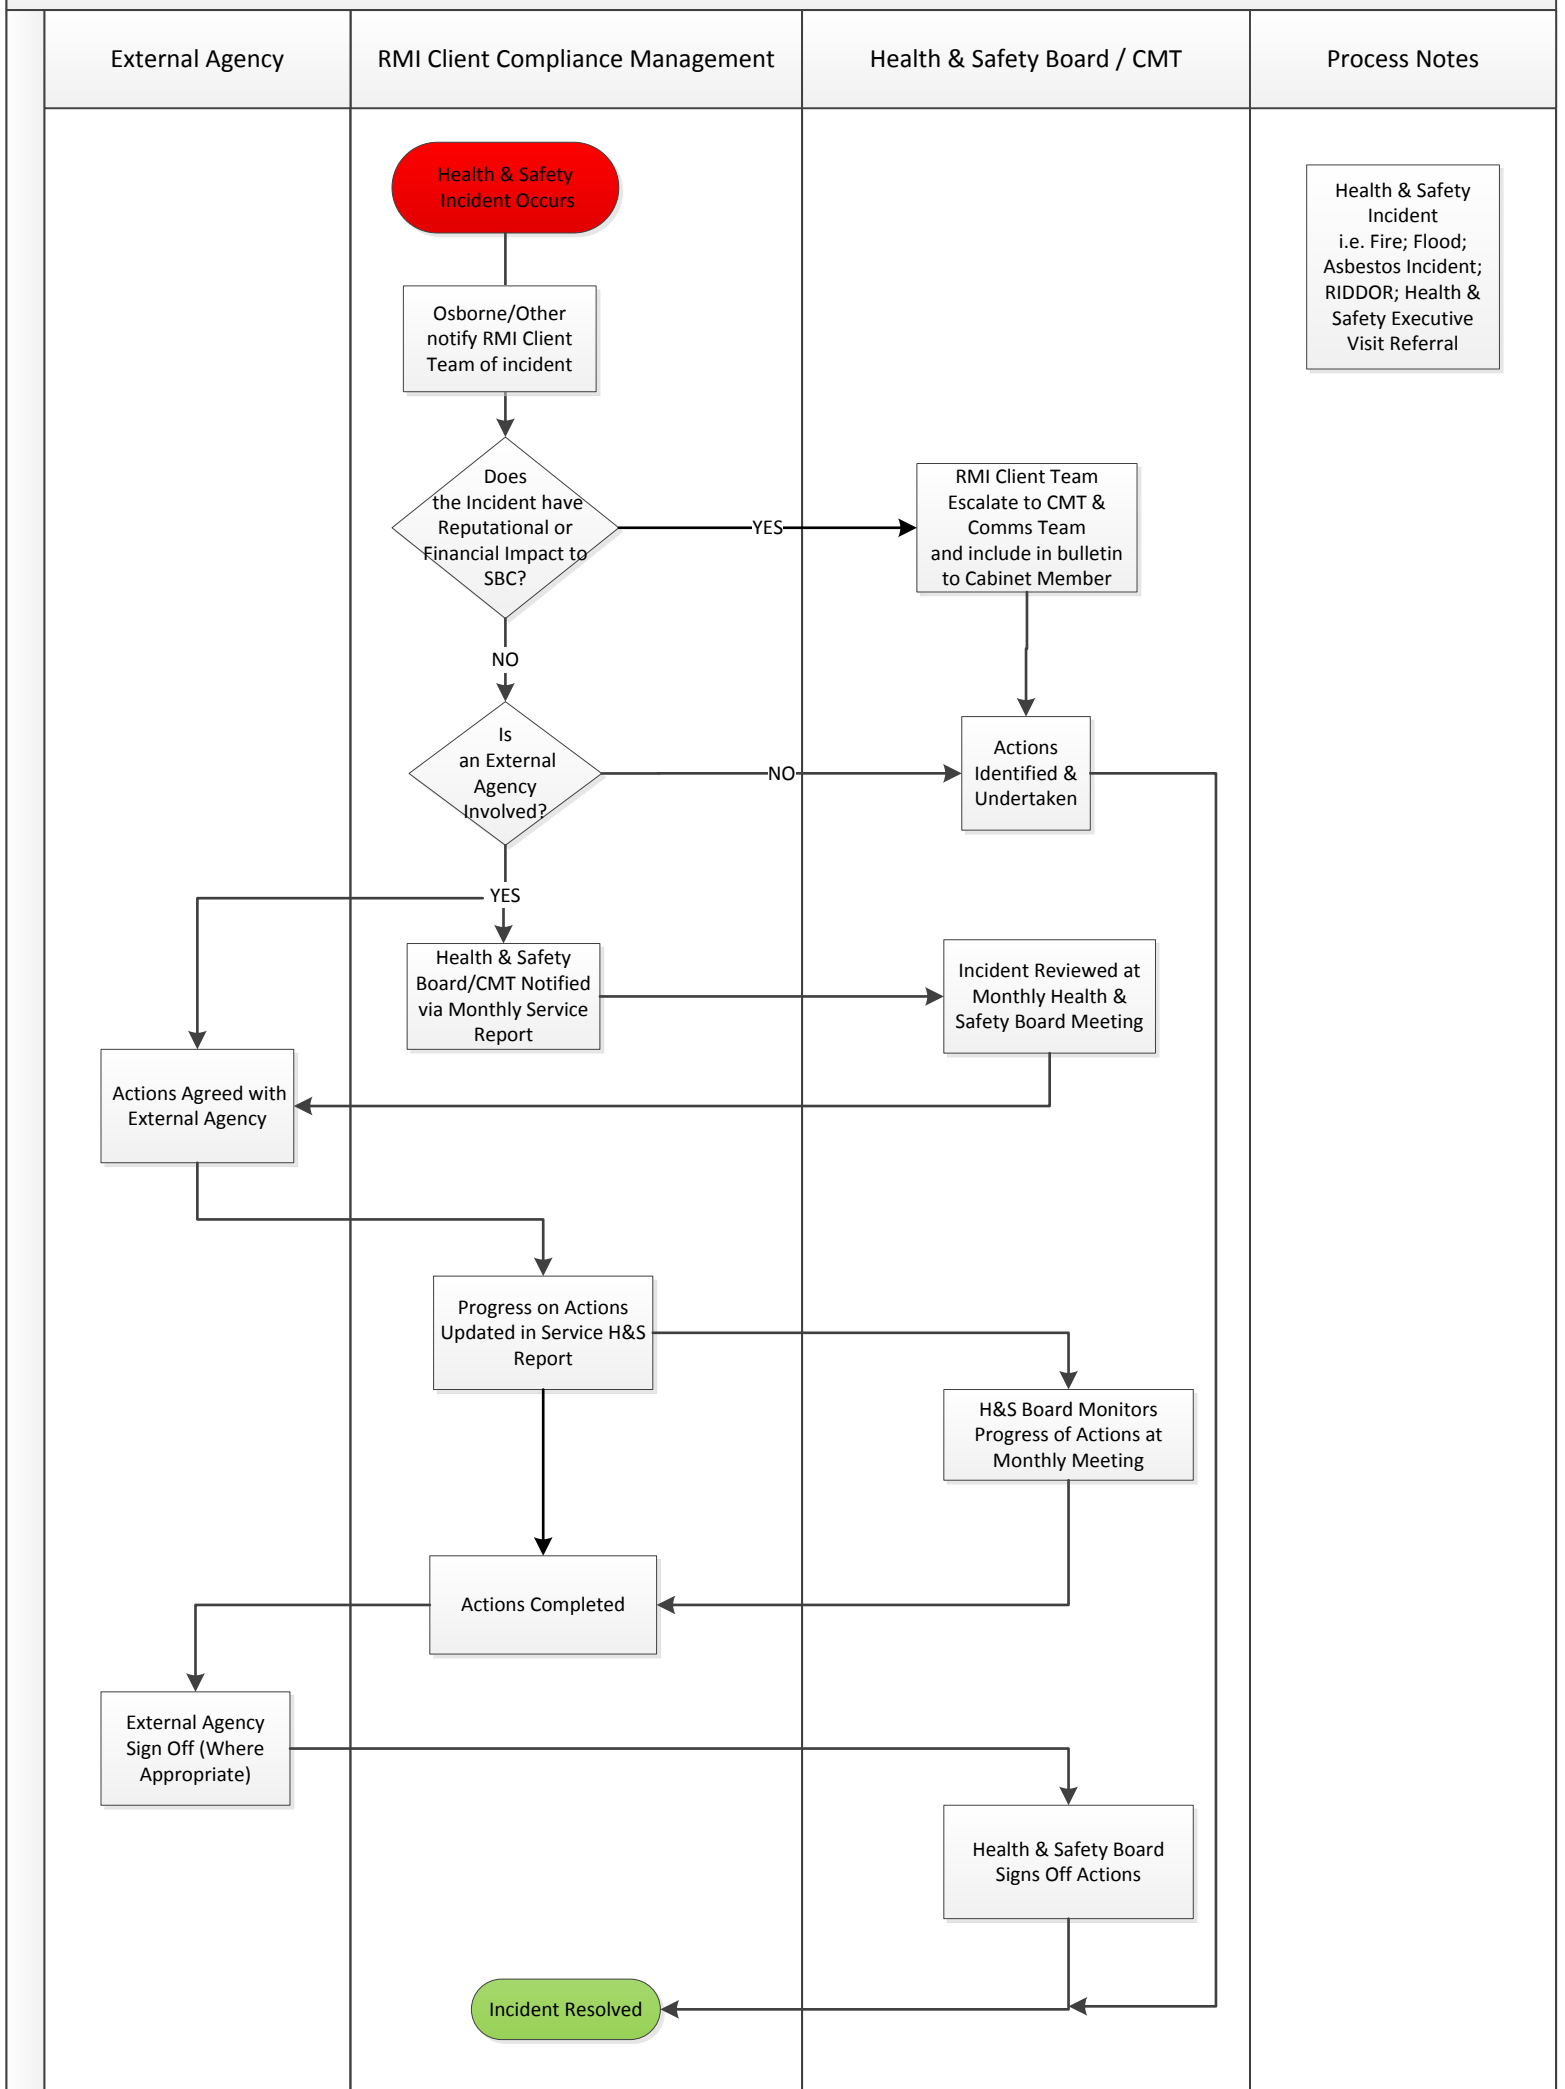 External Agency
RMI Client Compliance Management
Health & Safety Board / CMT
Process Notes
Health & Safety
Incident Occurs
Health & Safety
Incident
i.e. Fire; Flood;
Asbestos Incident;
RIDDOR; Health &
Safety Executive
Visit Referral
Osborne/Other
notify RMI Client
Team of incident
Does
the Incident have
Reputational or
Financial Impact to
SBC?
YES
RMI Client Team
Escalate to CMT &
Comms Team
and include in bulletin
to Cabinet Member
NO
Is
an External
Agency
Involved?
NO
Actions
Identified &
Undertaken
YES
Health & Safety
Board/CMT Notified
via Monthly Service
Report
Incident Reviewed at
Monthly Health &
Safety Board Meeting
Actions Agreed with
External Agency
Progress on Actions
Updated in Service H&S
Report
H&S Board Monitors
Progress of Actions at
Monthly Meeting
Actions Completed
External Agency
Sign Off (Where
Appropriate)
Health & Safety Board
Signs Off Actions
Incident Resolved